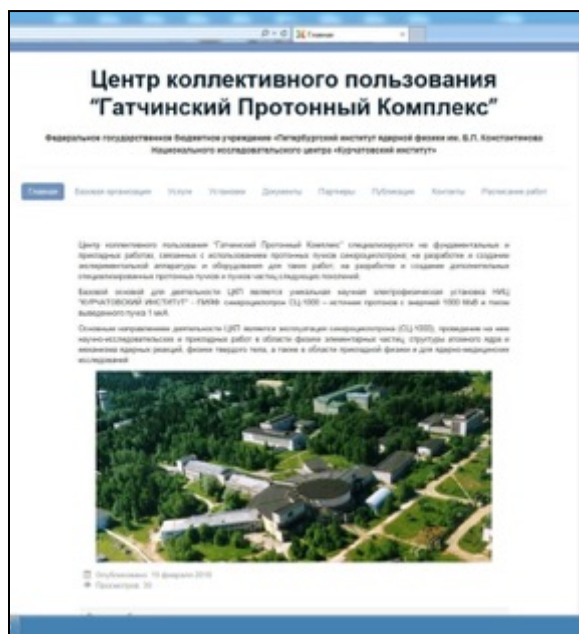 Главная
Центр коллективного пользования
"Гатчинский Протонный Комплекс"
Федеральное государственное бюджетное учреждение «Петербургский институт ядерной физики им. Б.П. Константинова
Национального исследовательского центра «Курчатовский институт»
Главная Базовая организация Услуги Установки Документы Партнеры Публикации Контакты Расписание работ
Центр коллективного пользования "Гатчинский Протонный Комплекс" специализируется на фундаментальных и
прикладных работах, связанных с использованием протонных пучков синхроциклотрона; на разработке и создании
экспериментальной аппаратуры и оборудования для таких работ, на разработке и создании дополнительных
специализированных протонных пучков и пучков частиц следующих поколений.
Базовой основой для деятельности ЦКП является уникальная научная электрофизическая установка НИЦ
"КУРЧАТОВСКИЙ ИНСТИТУТ" - ПИЯФ синхроциклотрон СЦ-1000 – источник протонов с энергией 1000 МэВ и током
выведенного пучка 1 мкА.
Основным направлением деятельности ЦКП является эксплуатация синхроциклотрона (СЦ-1000), проведение на нем
научно-исследовательских и прикладных работ в области физики элементарных частиц, структуры атомного ядра и
механизма ядерных реакций, физики твердого тела, а также в области прикладной физики и для ядерно-медицинских
исследований
Опубликовано: 19 февраля 2016
Просмотров: 30